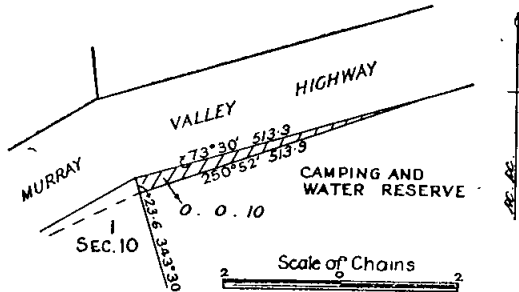 MURRAY VALLEY HIGHWAY
73°30' 513·9
250°52' 513·9
CAMPING AND
WATER RESERVE
0. 0. 10
23·6 343°30'
1
SEC. 10
Scale of Chains
2 0 2